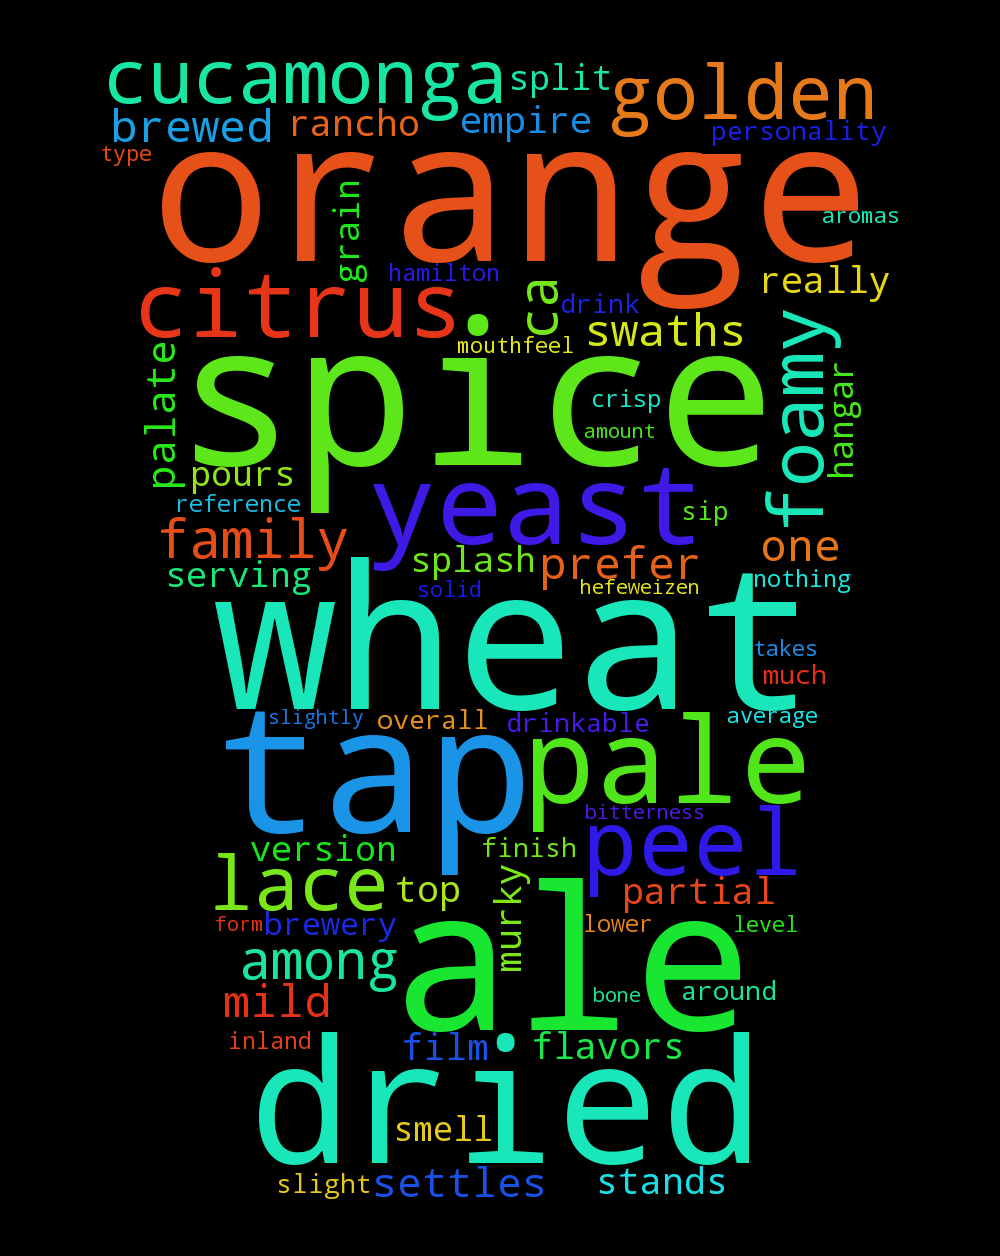 cucamonga split golden
brewed rancho empire personality
type orange
grain aromas
hamilton really
citrus ca drink
mouthfeel swaths
palate spice crisp foamy hangar
amount
pours
reference yeast sip
family one
serving splash prefer nothing
solid hefeweizen
wheat takes
much
slightly overall drinkable average
tap pale
bitterness
version finish peel
lace top murky partial
form brewery lower level
among ale
mild bone around
inland film flavors
dried
smell
slight settles stands